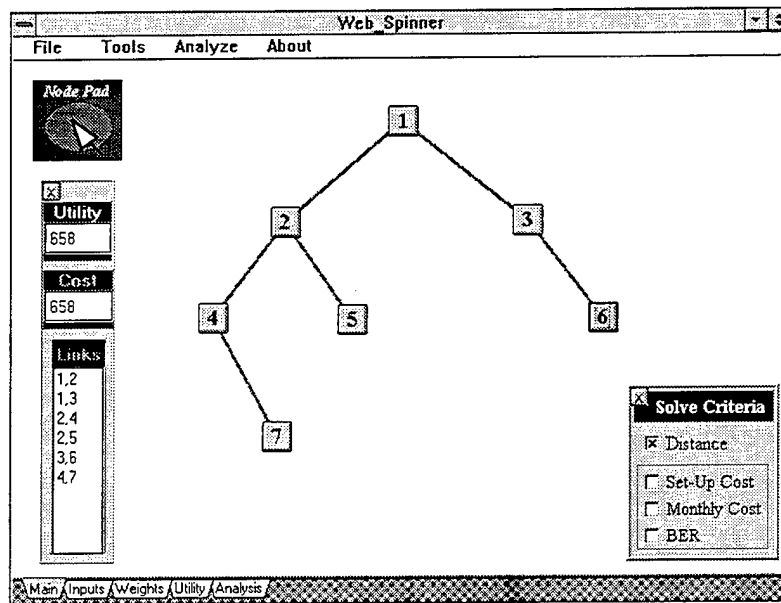 Web_Spinner
File Tools Analyze About
Node Pad
1
2
3
4
5
6
7
x
Utility
658
Cost
658
Links
1,2
1,3
2,4
2,5
3,6
4,7
x
Solve Criteria
Distance
Set-Up Cost
Monthly Cost
BER
Main Inputs Weights Utility Analysis